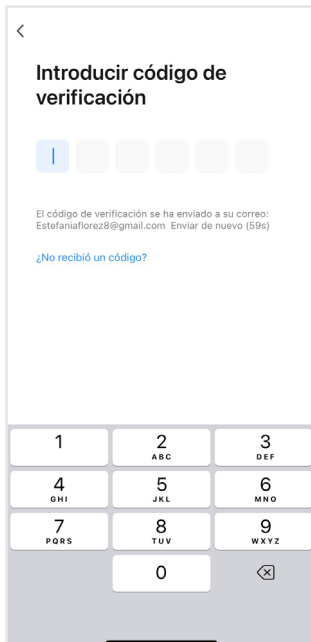 Introducir código de
verificación
El código de verificación se ha enviado a su correo:
Estefaniaflorez8@gmail.com Enviar de nuevo (59s)
¿No recibió un código?
1
2
ABC
3
DEF
4
GHI
5
JKL
6
MNO
7
PQRS
8
TUV
9
WXYZ
0